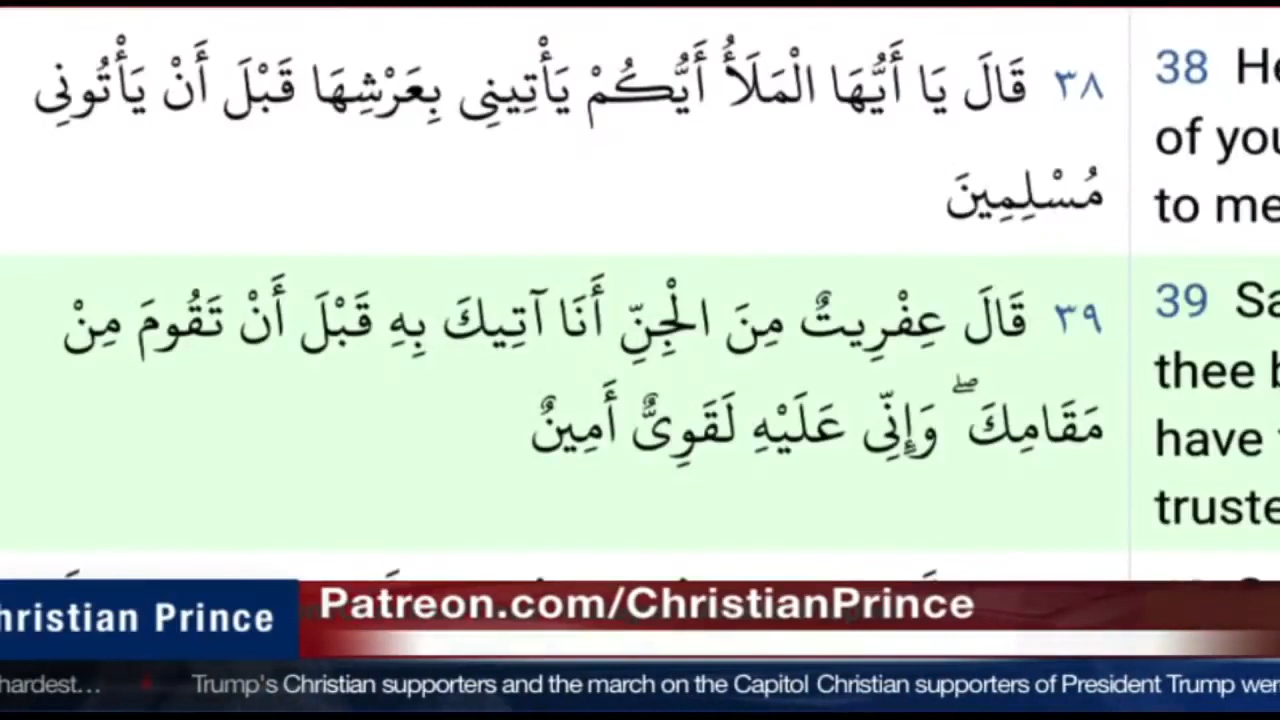 ٣٨ قَالَ يَا أَيُّهَا الْمَلَأُ أَيُّكُمْ يَأْتِينِي بِعَرْشِهَا قَبْلَ أَنْ يَأْتُونِي
مُسْلِمِينَ
38 He
of you
to me
٣٩ قَالَ عِفْرِيتٌ مِنَ الْجِنِّ أَنَا آتِيكَ بِهِ قَبْلَ أَنْ تَقُومَ مِنْ
مَقَامِكَ ۖ وَإِنِّي عَلَيْهِ لَقَوِيٌّ أَمِينٌ
39 Sa
thee b
have
truste
hristian Prince
Patreon.com/ChristianPrince
hardest... Trump's Christian supporters and the march on the Capitol Christian supporters of President Trump wer